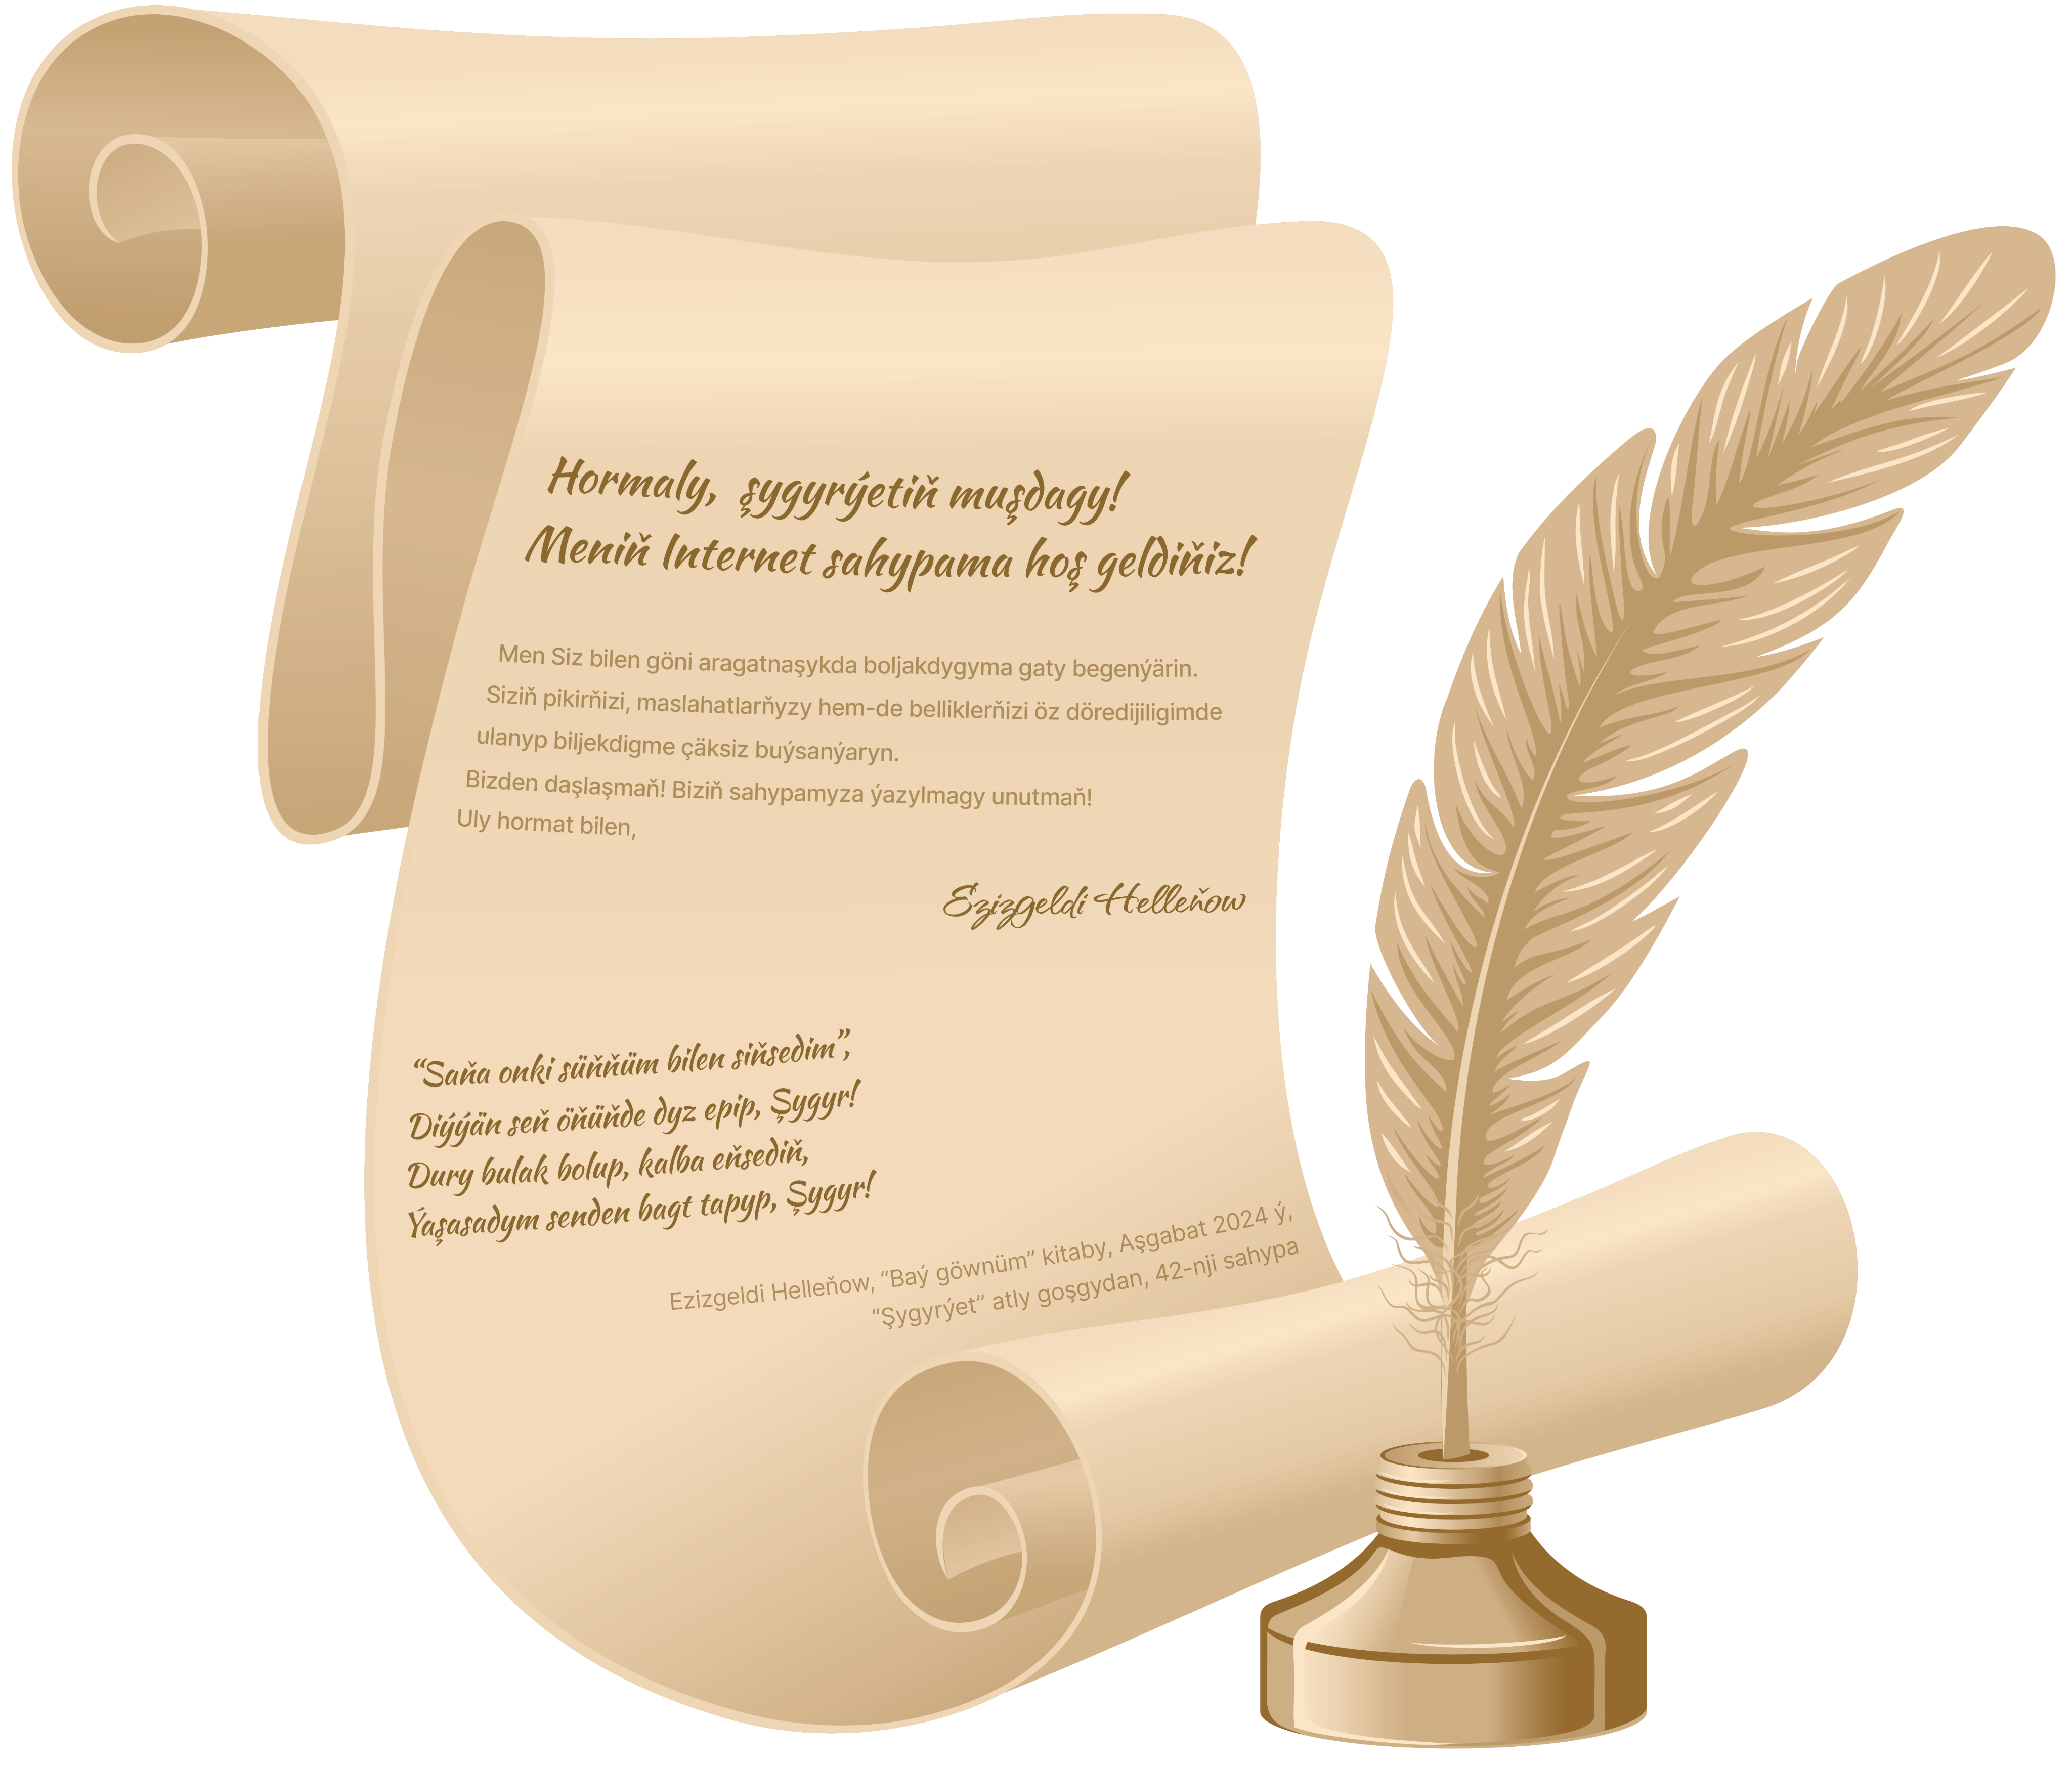 Hormaly, şygyrýetiň muşdagy!
Meniň Internet sahypama hoş geldiňiz!
Men Siz bilen göni aragatnaşykda boljakdygyma gaty begenýärin.
Siziň pikirňizi, maslahatlarňyzy hem-de belliklerňizi öz döredijiligimde
ulanyp biljekdigme çäksiz buýsanýaryn.
Bizden daşlaşmaň! Biziň sahypamyza ýazylmagy unutmaň!
Uly hormat bilen,
Ezizgeldi Helleňow
“Saňa onki süňňüm bilen siňsedim”,
Diýýän seň öňüňde dyz epip, Şygyr!
Dury bulak bolup, kalba eňsediň,
Ýaşasadym senden bagt tapyp, Şygyr!
Ezizgeldi Helleňow, “Baý göwnüm” kitaby, Aşgabat 2024 ý,
“Şygyrýet” atly goşgydan, 42-nji sahypa